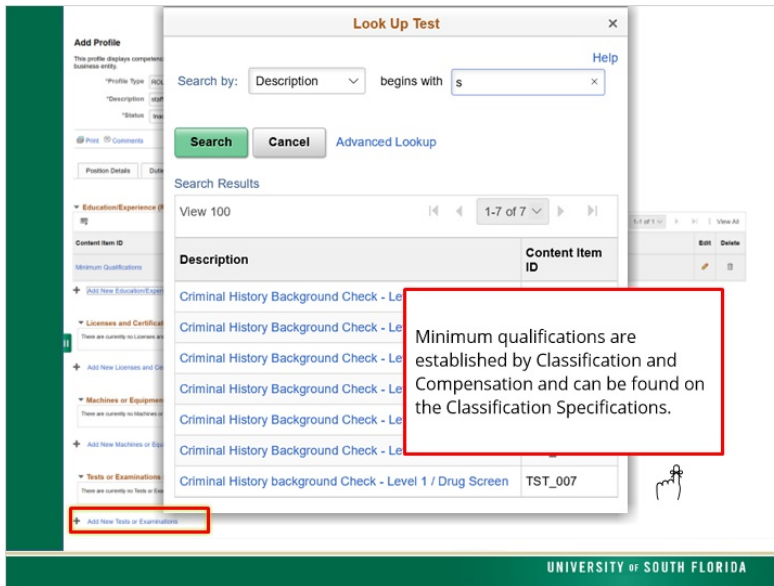 Look Up Test
×
Help
Search by: Description begins with s ×
Search Cancel Advanced Lookup
Search Results
View 100 1-7 of 7
Description Content Item ID
Criminal History Background Check - Le
Criminal History Background Check - Le
Criminal History Background Check - Le
Criminal History Background Check - Le
Criminal History Background Check - Le
Criminal History Background Check - Le
Criminal History background Check - Level 1 / Drug Screen TST_007
Minimum qualifications are
established by Classification and
Compensation and can be found on
the Classification Specifications.
Add Profile
This profile displays competenc
business entity.
*Profile Type ROL
*Description staff
*Status Ina
Print Comments
Position Details Duti
Education/Experience (
Content Item ID
Minimum Qualifications
Add New Education/Exper
Licenses and Certificat
There are currently no Licenses an
Add New Licenses and Ce
Machines or Equipmen
There are currently no Machines or
Add New Machines or Equ
Tests or Examinations
There are currently no Tests or Exa
Add New Tests or Examinations
1-1 of 1 View All
Edit Delete
UNIVERSITY OF SOUTH FLORIDA